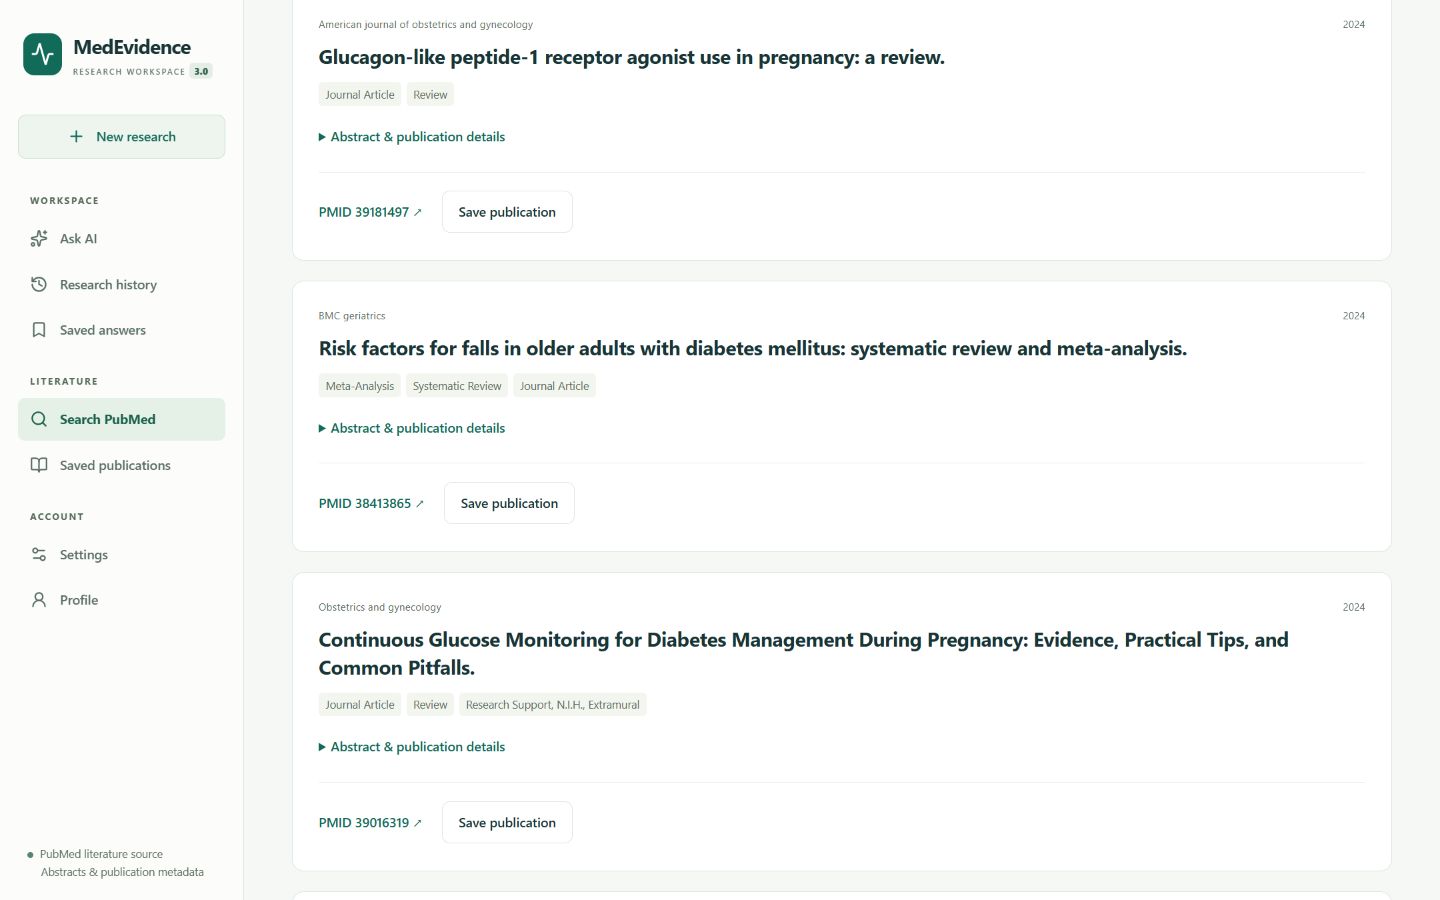 MedEvidence
RESEARCH WORKSPACE 3.0
New research
WORKSPACE
Ask AI
Research history
Saved answers
LITERATURE
Search PubMed
Saved publications
ACCOUNT
Settings
Profile
PubMed literature source
Abstracts & publication metadata
American journal of obstetrics and gynecology 2024
Glucagon-like peptide-1 receptor agonist use in pregnancy: a review.
Journal Article Review
Abstract & publication details
PMID 39181497 ↗ Save publication
BMC geriatrics 2024
Risk factors for falls in older adults with diabetes mellitus: systematic review and meta-analysis.
Meta-Analysis Systematic Review Journal Article
Abstract & publication details
PMID 38413865 ↗ Save publication
Obstetrics and gynecology 2024
Continuous Glucose Monitoring for Diabetes Management During Pregnancy: Evidence, Practical Tips, and
Common Pitfalls.
Journal Article Review Research Support, N.I.H., Extramural
Abstract & publication details
PMID 39016319 ↗ Save publication